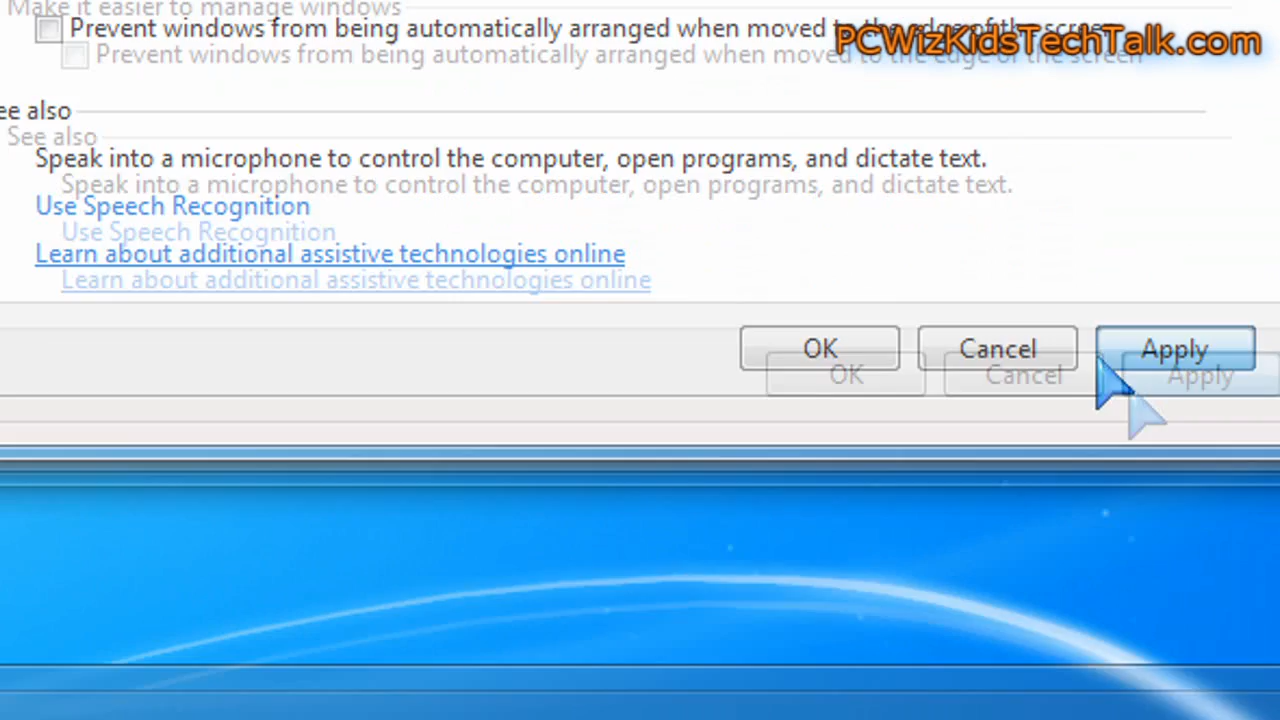 Make it easier to manage windows
Prevent windows from being automatically arranged when moved to the edge of the screen
PCWizKidsTechTalk.com
Prevent windows from being automatically arranged when moved to the edge of the screen
ee also
See also
Speak into a microphone to control the computer, open programs, and dictate text.
Speak into a microphone to control the computer, open programs, and dictate text.
Use Speech Recognition
Use Speech Recognition
Learn about additional assistive technologies online
Learn about additional assistive technologies online
OK Cancel Apply
OK Cancel Apply